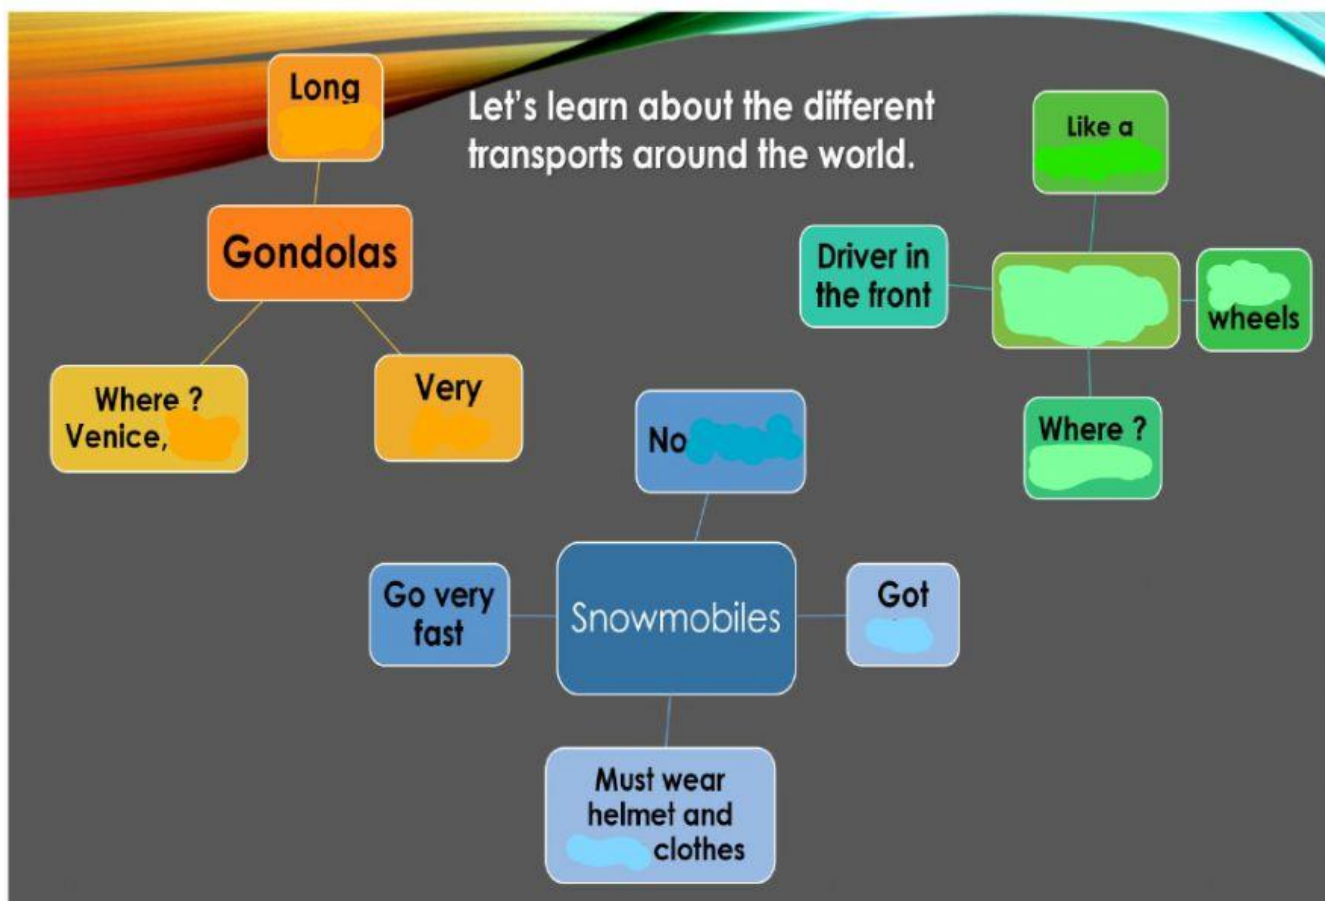 Let's learn about the different
transports around the world.
Long
Gondolas
Where ?
Venice,
Very
Like a
Driver in
the front
wheels
Where ?
No
Go very
fast
Snowmobiles
Got
Must wear
helmet and
clothes